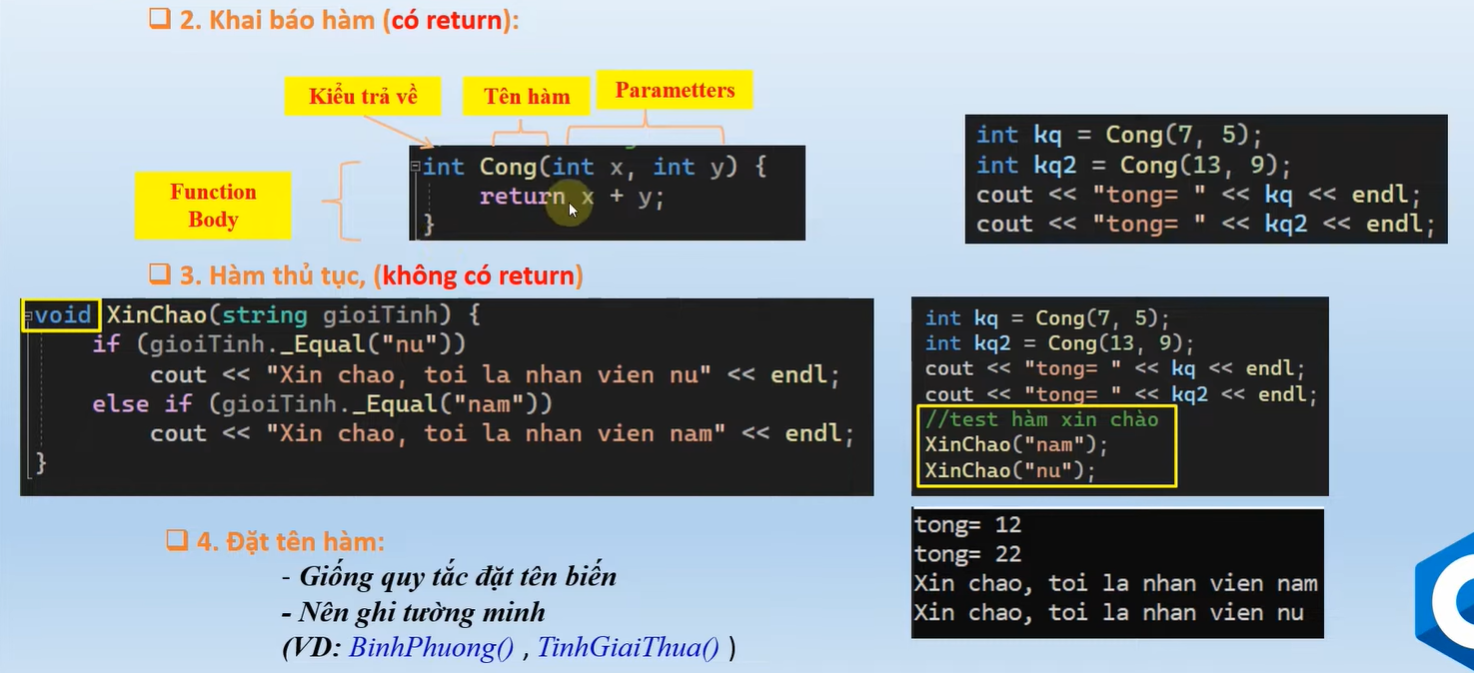 ❑ 2. Khai báo hàm (có return):
Kiểu trả về
Tên hàm
Parametters
Function
Body
int Cong(int x, int y) {
return x + y;
}
int kq = Cong(7, 5);
int kq2 = Cong(13, 9);
cout << "tong= " << kq << endl;
cout << "tong= " << kq2 << endl;
❑ 3. Hàm thủ tục, (không có return)
void XinChao(string gioiTinh) {
if (gioiTinh._Equal("nu"))
cout << "Xin chao, toi la nhan vien nu" << endl;
else if (gioiTinh._Equal("nam"))
cout << "Xin chao, toi la nhan vien nam" << endl;
}
int kq = Cong(7, 5);
int kq2 = Cong(13, 9);
cout << "tong= " << kq << endl;
cout << "tong= " << kq2 << endl;
//test hàm xin chào
XinChao("nam");
XinChao("nu");
tong= 12
tong= 22
Xin chao, toi la nhan vien nam
Xin chao, toi la nhan vien nu
❑ 4. Đặt tên hàm:
- Giống quy tắc đặt tên biến
- Nên ghi tường minh
(VD: BinhPhuong() , TinhGiaiThua() )